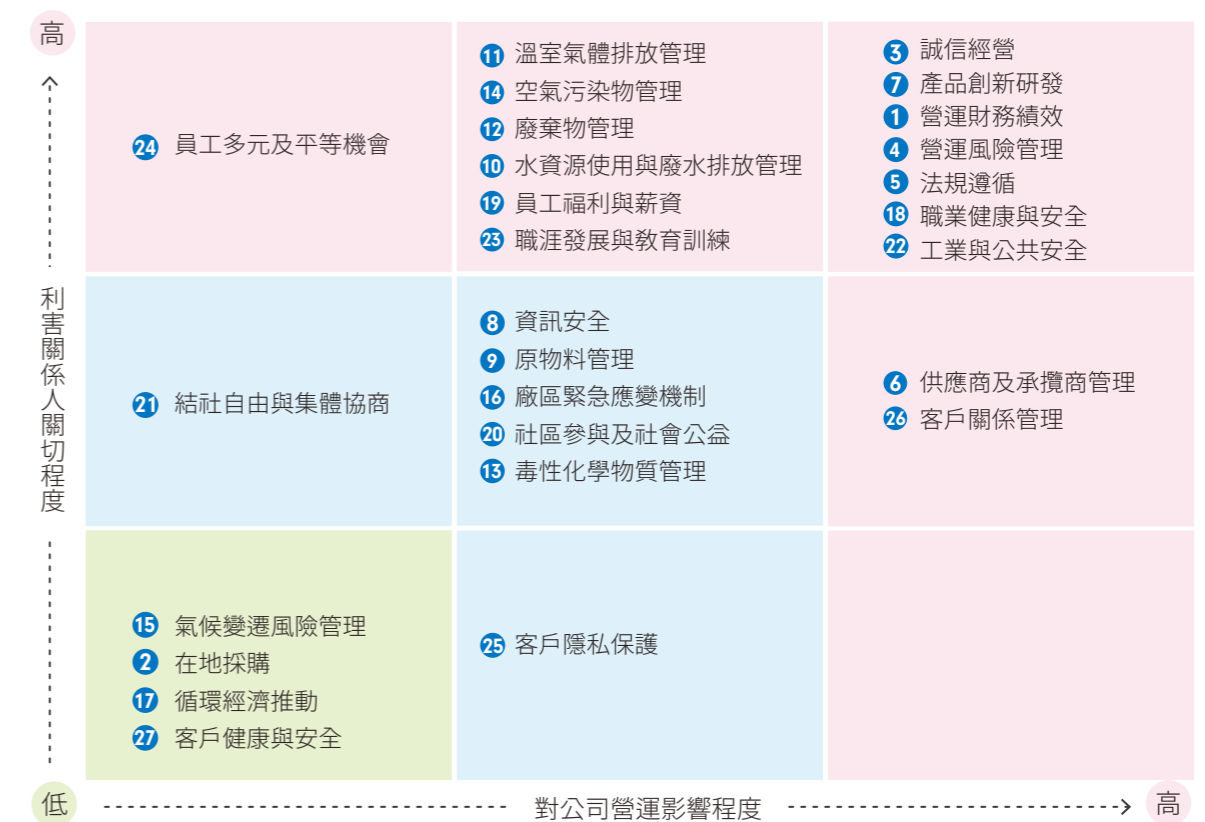 高
24 員工多元及平等機會
11 溫室氣體排放管理
14 空氣污染物管理
12 廢棄物管理
10 水資源使用與廢水排放管理
19 員工福利與薪資
23 職涯發展與教育訓練
3 誠信經營
7 產品創新研發
1 營運財務績效
4 營運風險管理
5 法規遵循
18 職業健康與安全
22 工業與公共安全
利害關係人關切程度
21 結社自由與集體協商
8 資訊安全
9 原物料管理
16 廠區緊急應變機制
20 社區參與及社會公益
13 毒性化學物質管理
6 供應商及承攬商管理
26 客戶關係管理
15 氣候變遷風險管理
2 在地採購
17 循環經濟推動
27 客戶健康與安全
25 客戶隱私保護
低
對公司營運影響程度
高